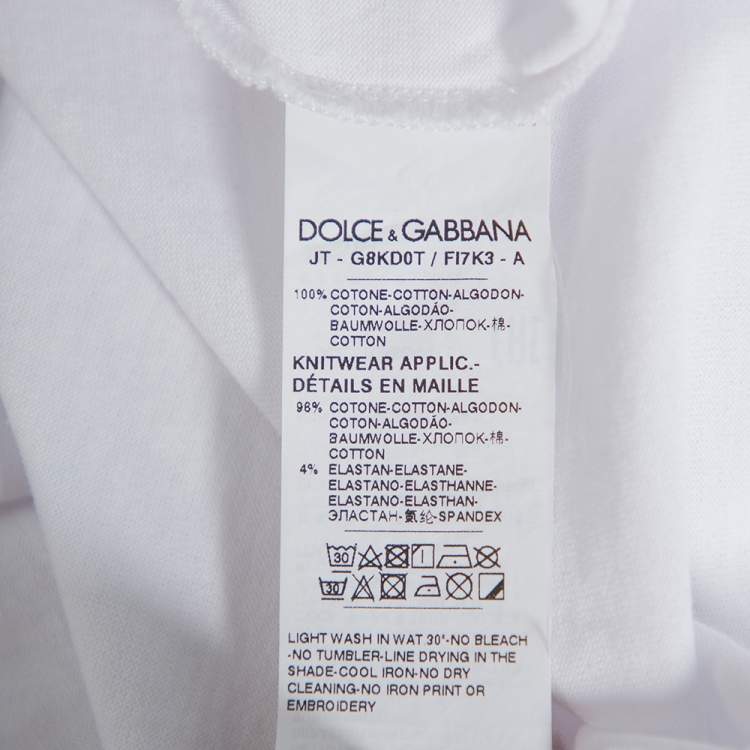 DOLCE & GABBANA
JT - G8KD0T / FI7K3 - A
100% COTONE-COTTON-ALGODON-
COTON-ALGODÃO-
BAUMWOLLE-ХЛОПОК-棉-
COTTON
KNITWEAR APPLIC.-
DÉTAILS EN MAILLE
96% COTONE-COTTON-ALGODON-
COTON-ALGODÃO-
BAUMWOLLE-ХЛОПОК-棉-
COTTON
4% ELASTAN-ELASTANE-
ELASTANO-ELASTHANNE-
ELASTANO-ELASTHAN-
ЭЛАСТАН-氨纶-SPANDEX
30
30
LIGHT WASH IN WAT 30°-NO BLEACH
-NO TUMBLER-LINE DRYING IN THE
SHADE-COOL IRON-NO DRY
CLEANING-NO IRON PRINT OR
EMBROIDERY